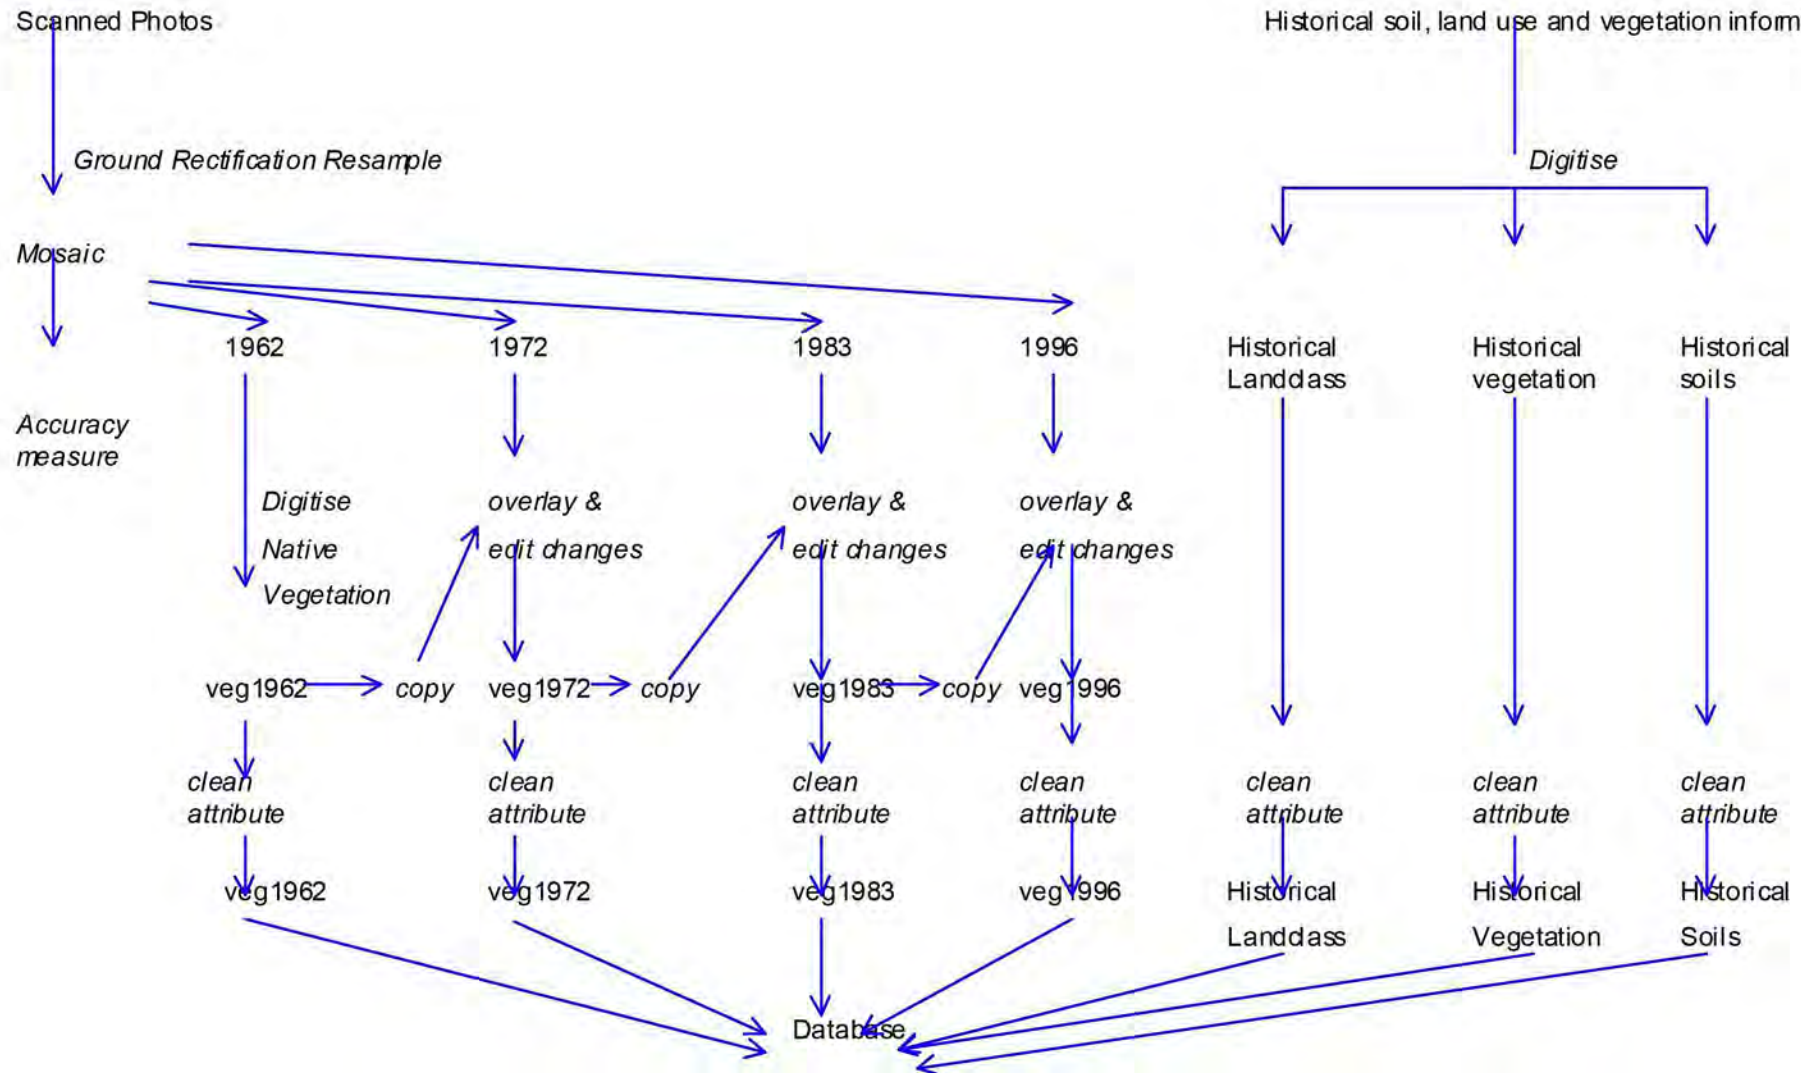 Scanned Photos
Historical soil, land use and vegetation inform
Ground Rectification Resample
Digitise
Mosaic
1962
1972
1983
1996
Historical
Landclass
Historical
vegetation
Historical
soils
Accuracy
measure
Digitise
Native
Vegetation
overlay &
edit changes
overlay &
edit changes
overlay &
edit changes
veg1962
copy
veg1972
copy
veg1983
copy
veg1996
clean
attribute
clean
attribute
clean
attribute
clean
attribute
clean
attribute
clean
attribute
clean
attribute
veg1962
veg1972
veg1983
veg1996
Historical
Landclass
Historical
Vegetation
Historical
Soils
Database